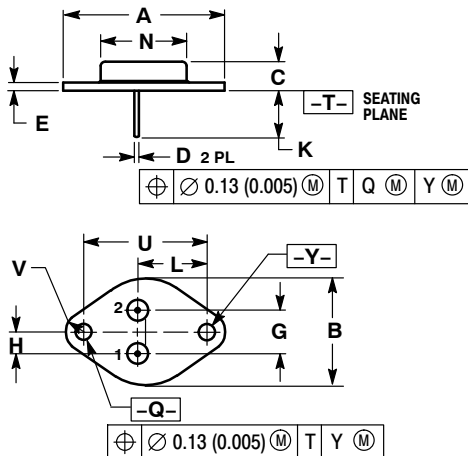 A
N
C
E
–T–
SEATING
PLANE
K
D 2 PL
⌖ ∅ 0.13 (0.005) Ⓜ T Q Ⓜ Y Ⓜ
U
V
L
–Y–
2
H
G
B
1
–Q–
⌖ ∅ 0.13 (0.005) Ⓜ T Y Ⓜ